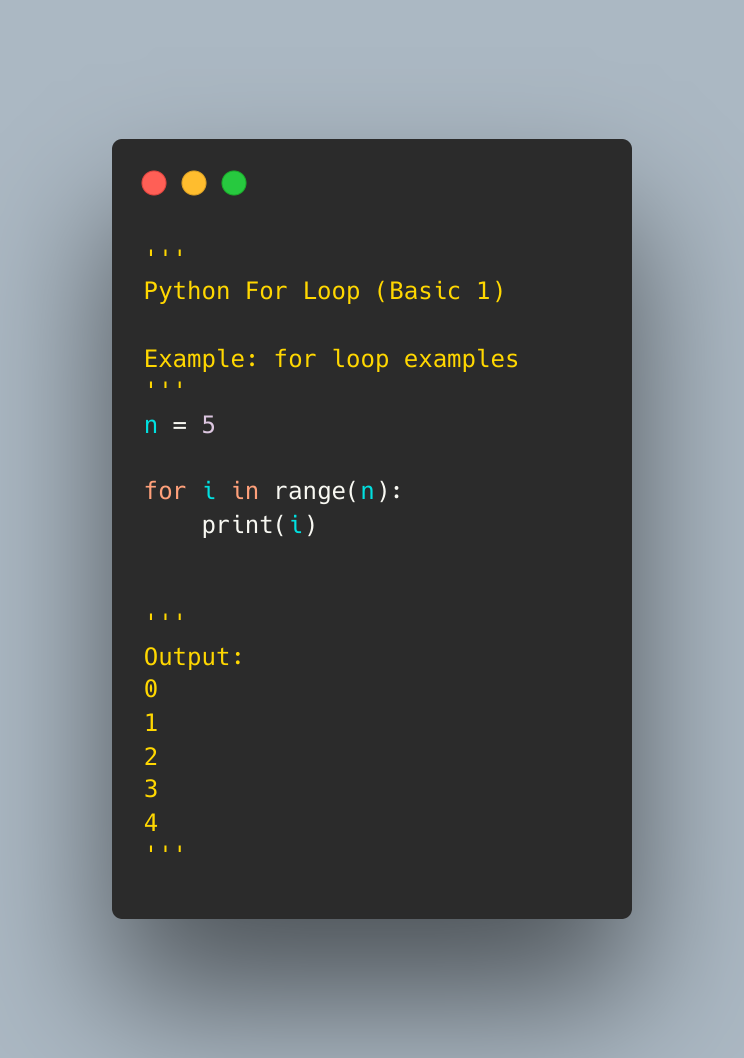 '''
Python For Loop (Basic 1)
Example: for loop examples
'''
n = 5
for i in range(n):
    print(i)
'''
Output:
0
1
2
3
4
'''